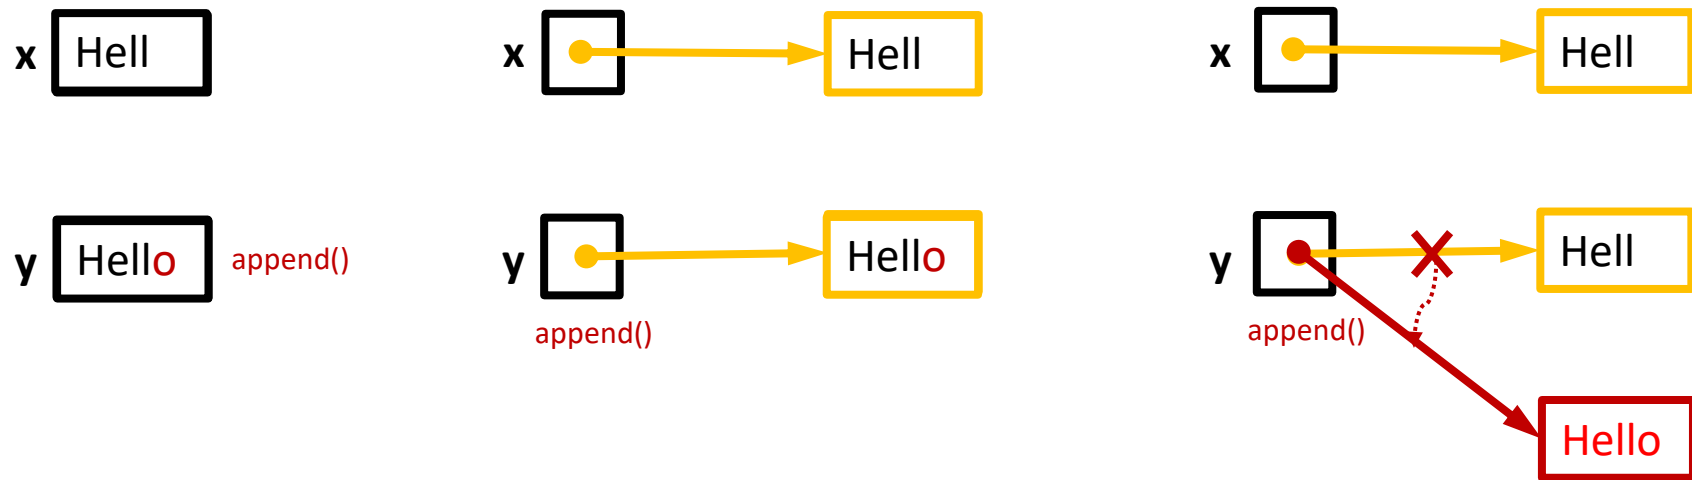 x Hell
y Hello append()
x Hell
y Hello
append()
x Hell
y Hell
append()
Hello